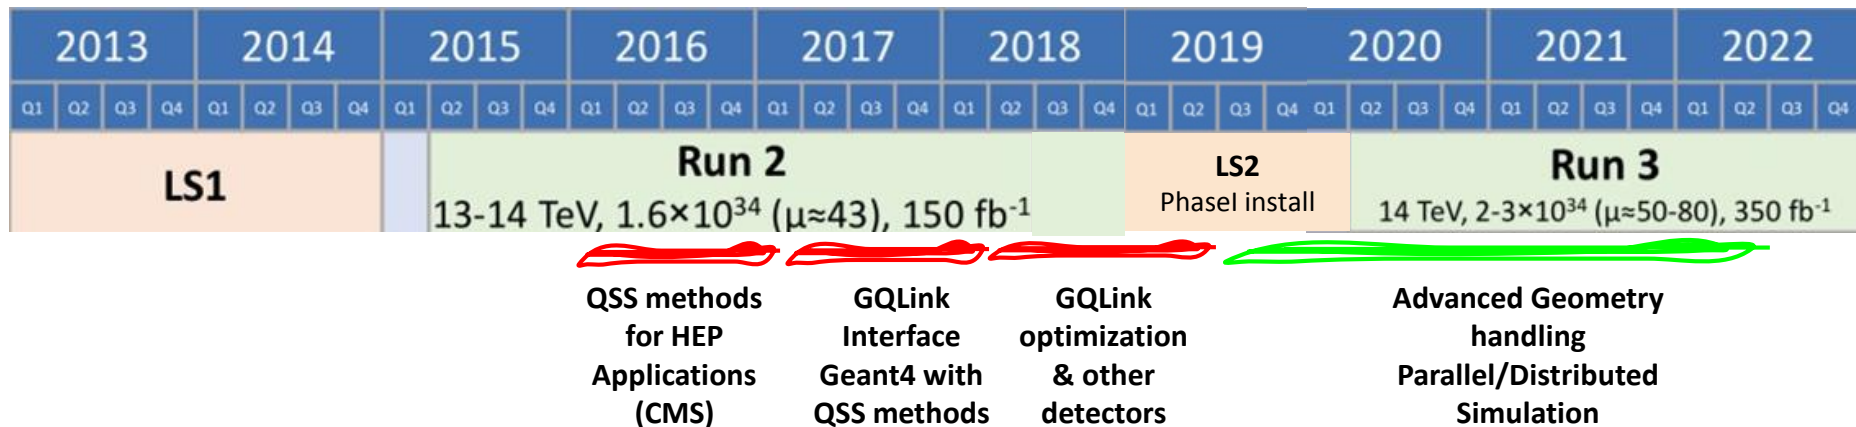 2013 2014 2015 2016 2017 2018 2019 2020 2021 2022
Q1 Q2 Q3 Q4 Q1 Q2 Q3 Q4 Q1 Q2 Q3 Q4 Q1 Q2 Q3 Q4 Q1 Q2 Q3 Q4 Q1 Q2 Q3 Q4 Q1 Q2 Q3 Q4 Q1 Q2 Q3 Q4 Q1 Q2 Q3 Q4 Q1 Q2 Q3 Q4
LS1
Run 2
13-14 TeV, 1.6×10³⁴ (μ≈43), 150 fb⁻¹
LS2
PhaseI install
Run 3
14 TeV, 2-3×10³⁴ (μ≈50-80), 350 fb⁻¹
QSS methods
for HEP
Applications
(CMS)
GQLink
Interface
Geant4 with
QSS methods
GQLink
optimization
& other
detectors
Advanced Geometry
handling
Parallel/Distributed
Simulation